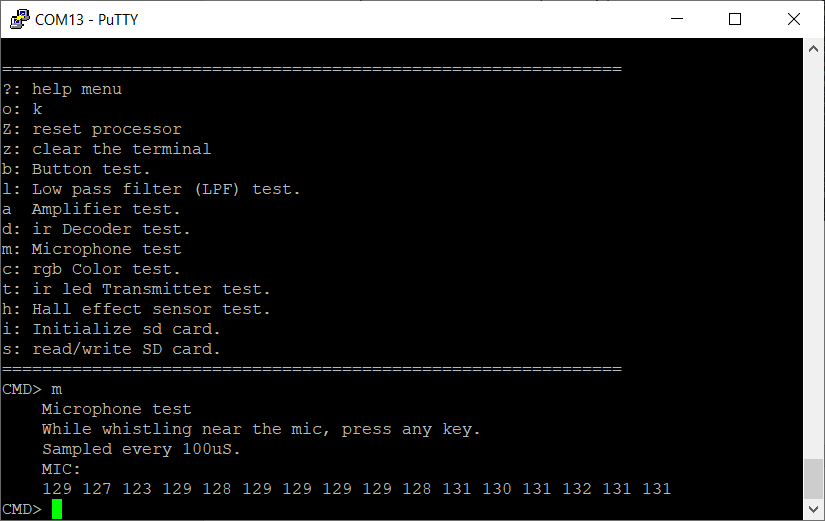 COM13 - PuTTY
==============================================================
?: help menu
o: k
Z: reset processor
z: clear the terminal
b: Button test.
l: Low pass filter (LPF) test.
a  Amplifier test.
d: ir Decoder test.
m: Microphone test
c: rgb Color test.
t: ir led Transmitter test.
h: Hall effect sensor test.
i: Initialize sd card.
s: read/write SD card.
==============================================================
CMD> m
    Microphone test
    While whistling near the mic, press any key.
    Sampled every 100uS.
    MIC:
    129 127 123 129 128 129 129 129 129 128 131 130 131 132 131 131
CMD>